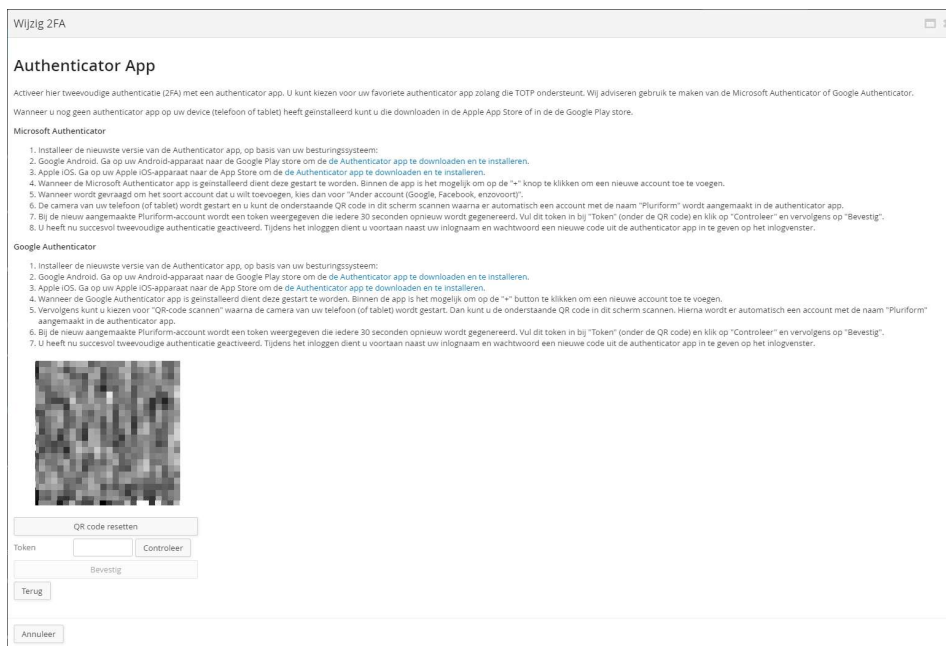 Wijzig 2FA
Authenticator App
Activeer hier tweevoudige authenticatie (2FA) met een authenticator app. U kunt kiezen voor uw favoriete authenticator app zolang die TOTP ondersteunt. Wij adviseren gebruik te maken van de Microsoft Authenticator of Google Authenticator.
Wanneer u nog geen authenticator app op uw device (telefoon of tablet) heeft geïnstalleerd kunt u die downloaden in de Apple App Store of in de de Google Play store.
Microsoft Authenticator
1. Installeer de nieuwste versie van de Authenticator app, op basis van uw besturingssysteem:
2. Google Android. Ga op uw Android-apparaat naar de Google Play store om de de Authenticator app te downloaden en te installeren.
3. Apple iOS. Ga op uw Apple iOS-apparaat naar de App Store om de de Authenticator app te downloaden en te installeren.
4. Wanneer de Microsoft Authenticator app is geïnstalleerd dient deze gestart te worden. Binnen de app is het mogelijk om op de "+" knop te klikken om een nieuwe account toe te voegen.
5. Wanneer wordt gevraagd om het soort account dat u wilt toevoegen, kies dan voor "Ander account (Google, Facebook, enzovoort)".
6. De camera van uw telefoon (of tablet) wordt gestart en u kunt de onderstaande QR code in dit scherm scannen waarna er automatisch een account met de naam "Pluriform" wordt aangemaakt in de authenticator app.
7. Bij de nieuw aangemaakte Pluriform-account wordt een token weergegeven die iedere 30 seconden opnieuw wordt gegenereerd. Vul dit token in bij "Token" (onder de QR code) en klik op "Controleer" en vervolgens op "Bevestig".
8. U heeft nu succesvol tweevoudige authenticatie geactiveerd. Tijdens het inloggen dient u voortaan naast uw inlognaam en wachtwoord een nieuwe code uit de authenticator app in te geven op het inlogvenster.
Google Authenticator
1. Installeer de nieuwste versie van de Authenticator app, op basis van uw besturingssysteem:
2. Google Android. Ga op uw Android-apparaat naar de Google Play store om de de Authenticator app te downloaden en te installeren.
3. Apple iOS. Ga op uw Apple iOS-apparaat naar de App Store om de de Authenticator app te downloaden en te installeren.
4. Wanneer de Google Authenticator app is geïnstalleerd dient deze gestart te worden. Binnen de app is het mogelijk om op de "+" button te klikken om een nieuwe account toe te voegen.
5. Vervolgens kunt u kiezen voor "QR-code scannen" waarna de camera van uw telefoon (of tablet) wordt gestart. Dan kunt u de onderstaande QR code in dit scherm scannen. Hierna wordt er automatisch een account met de naam "Pluriform"
aangemaakt in de authenticator app.
6. Bij de nieuw aangemaakte Pluriform-account wordt een token weergegeven die iedere 30 seconden opnieuw wordt gegenereerd. Vul dit token in bij "Token" (onder de QR code) en klik op "Controleer" en vervolgens op "Bevestig".
7. U heeft nu succesvol tweevoudige authenticatie geactiveerd. Tijdens het inloggen dient u voortaan naast uw inlognaam en wachtwoord een nieuwe code uit de authenticator app in te geven op het inlogvenster.
QR code resetten
Token Controleer
Bevestig
Terug
Annuleer